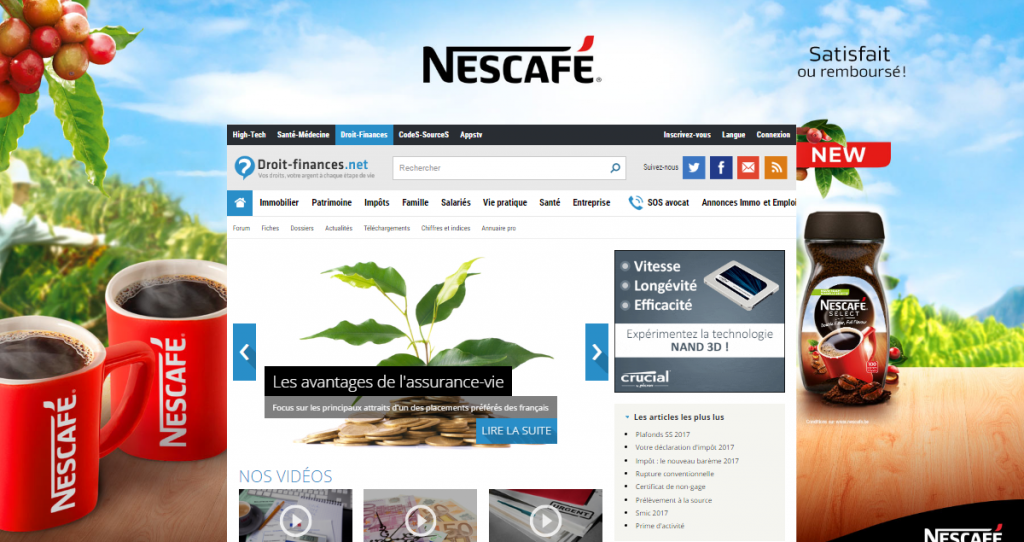 NESCAFÉ
Satisfait
ou remboursé!
High-Tech Santé-Médecine Droit-Finances CodeS-SourceS Appstv Inscrivez-vous Langue Connexion
Droit-finances.net
Vos droits, votre argent à chaque étape de vie
Rechercher
Suivez-nous
NEW
Immobilier Patrimoine Impôts Famille Salariés Vie pratique Santé Entreprise SOS avocat Annonces Immo et Emploi
Forum Fiches Dossiers Actualités Téléchargements Chiffres et indices Annuaire pro
Vitesse
Longévité
Efficacité
Expérimentez la technologie
NAND 3D !
crucial
Les avantages de l'assurance-vie
Focus sur les principaux attraits d'un des placements préférés des français
LIRE LA SUITE
NESCAFÉ
NESCAFÉ
NESCAFÉ
SELECT
Les articles les plus lus
Plafonds SS 2017
Votre déclaration d'impôt 2017
Impôt : le nouveau barème 2017
Rupture conventionnelle
Certificat de non-gage
Prélèvement à la source
Smic 2017
Prime d'activité
NOS VIDÉOS
URGENT
NESCAFÉ